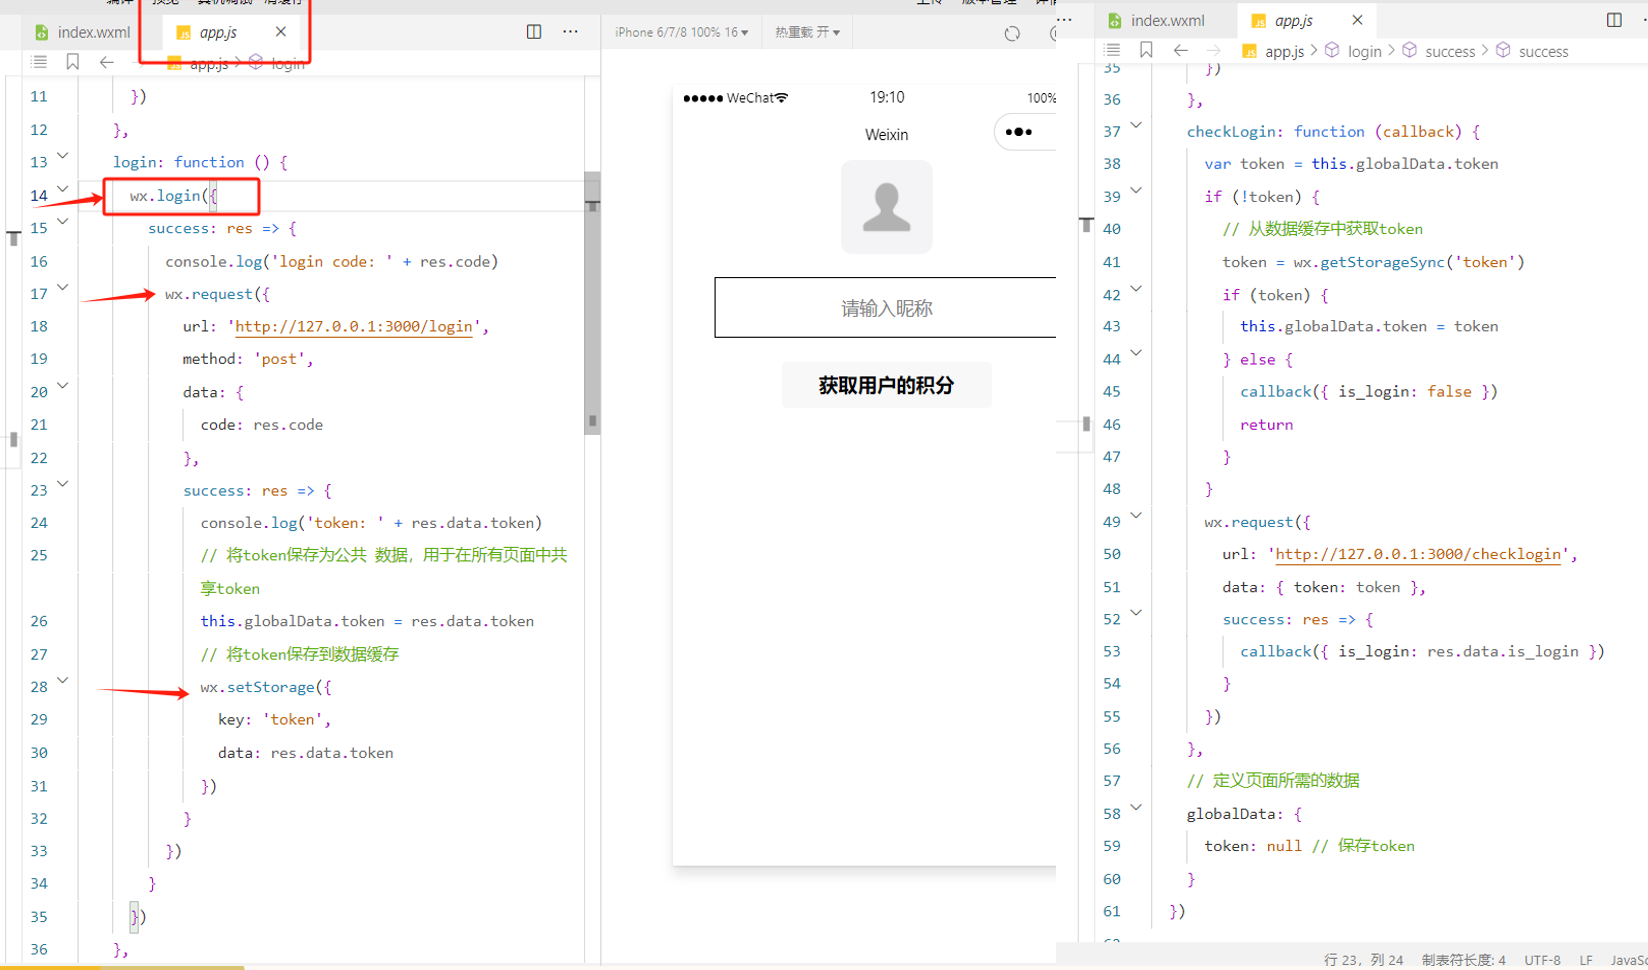 index.wxml
app.js
app.js > login
11 })
12 },
13 login: function () {
14 wx.login({
15 success: res => {
16 console.log('login code: ' + res.code)
17 wx.request({
18 url: 'http://127.0.0.1:3000/login',
19 method: 'post',
20 data: {
21 code: res.code
22 },
23 success: res => {
24 console.log('token: ' + res.data.token)
25 // 将token保存为公共 数据，用于在所有页面中共
享token
26 this.globalData.token = res.data.token
27 // 将token保存到数据缓存
28 wx.setStorage({
29 key: 'token',
30 data: res.data.token
31 })
32 }
33 })
34 }
35 })
36 },
iPhone 6/7/8 100% 16
热重载 开
WeChat
19:10
100%
Weixin
请输入昵称
获取用户的积分
index.wxml
app.js
app.js > login > success > success
35 })
36 },
37 checkLogin: function (callback) {
38 var token = this.globalData.token
39 if (!token) {
40 // 从数据缓存中获取token
41 token = wx.getStorageSync('token')
42 if (token) {
43 this.globalData.token = token
44 } else {
45 callback({ is_login: false })
46 return
47 }
48 }
49 wx.request({
50 url: 'http://127.0.0.1:3000/checklogin',
51 data: { token: token },
52 success: res => {
53 callback({ is_login: res.data.is_login })
54 }
55 })
56 },
57 // 定义页面所需的数据
58 globalData: {
59 token: null // 保存token
60 }
61 })
行 23，列 24 制表符长度: 4 UTF-8 LF